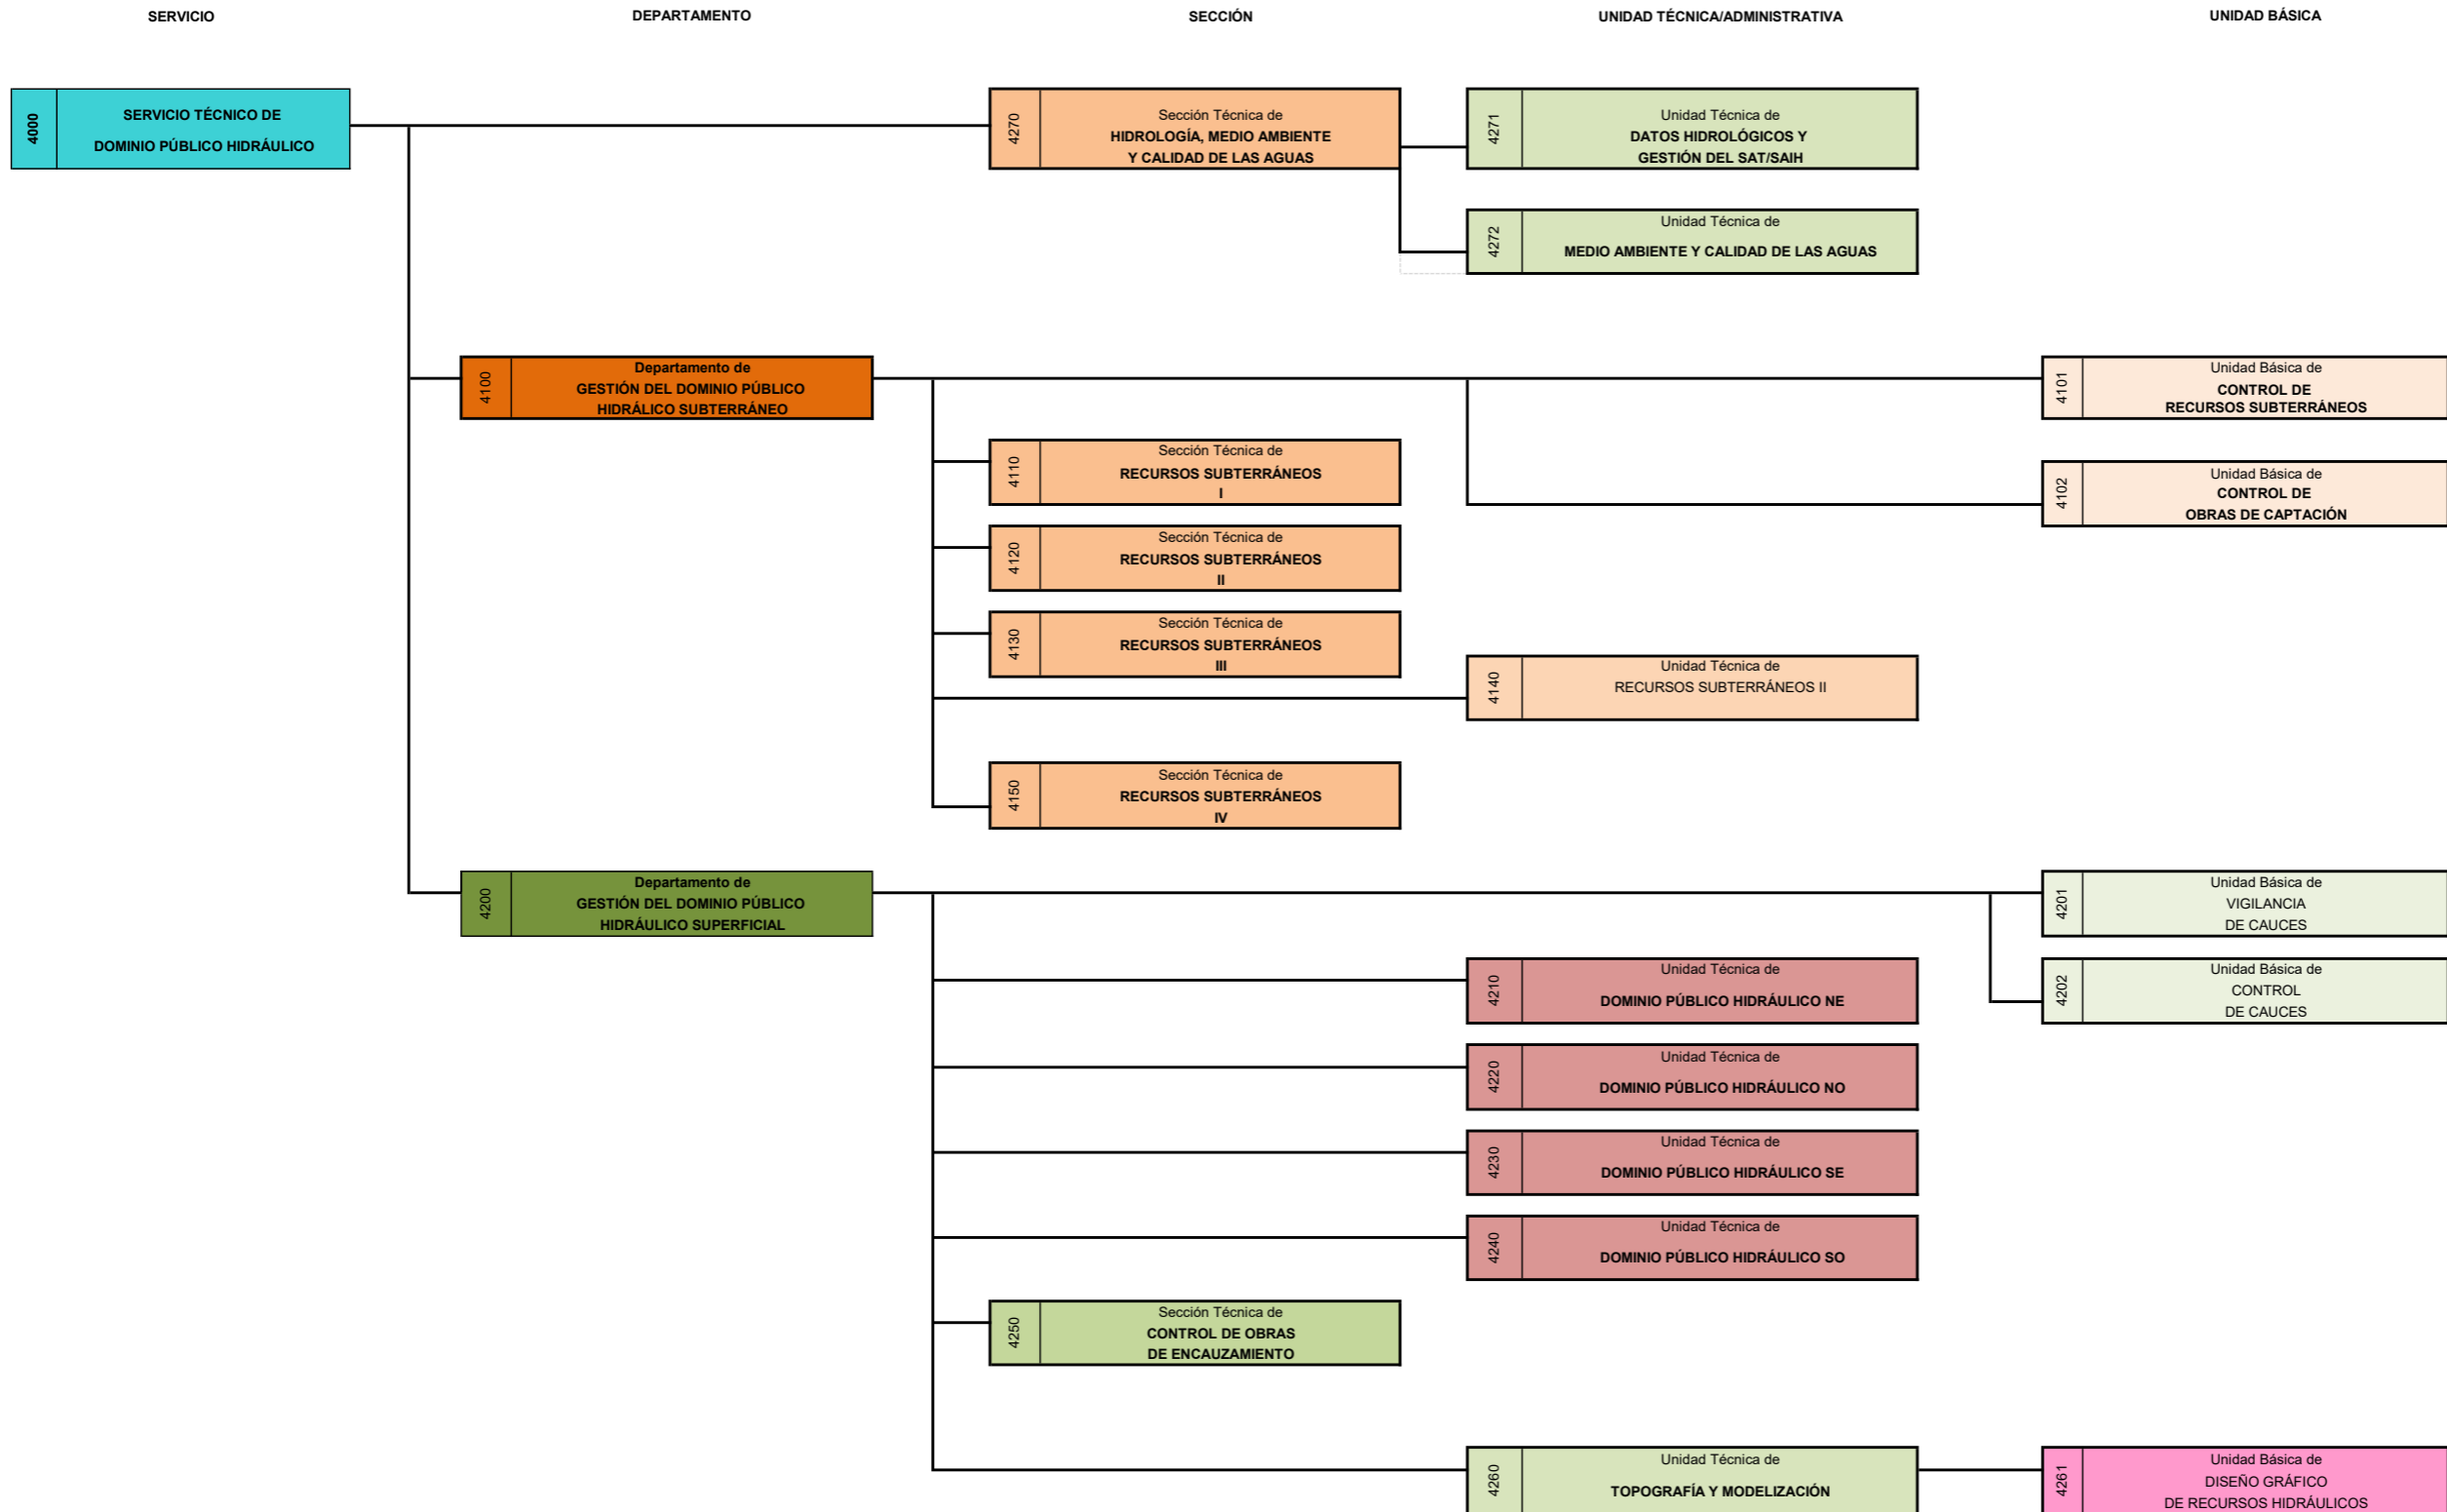 SERVICIO
DEPARTAMENTO
SECCIÓN
UNIDAD TÉCNICA/ADMINISTRATIVA
UNIDAD BÁSICA
4000
SERVICIO TÉCNICO DE
DOMINIO PÚBLICO HIDRÁULICO
4270
Sección Técnica de
HIDROLOGÍA, MEDIO AMBIENTE
Y CALIDAD DE LAS AGUAS
4271
Unidad Técnica de
DATOS HIDROLÓGICOS Y
GESTIÓN DEL SAT/SAIH
4272
Unidad Técnica de
MEDIO AMBIENTE Y CALIDAD DE LAS AGUAS
4100
Departamento de
GESTIÓN DEL DOMINIO PÚBLICO
HIDRÁLICO SUBTERRÁNEO
4101
Unidad Básica de
CONTROL DE
RECURSOS SUBTERRÁNEOS
4110
Sección Técnica de
RECURSOS SUBTERRÁNEOS
I
4102
Unidad Básica de
CONTROL DE
OBRAS DE CAPTACIÓN
4120
Sección Técnica de
RECURSOS SUBTERRÁNEOS
II
4130
Sección Técnica de
RECURSOS SUBTERRÁNEOS
III
4140
Unidad Técnica de
RECURSOS SUBTERRÁNEOS II
4150
Sección Técnica de
RECURSOS SUBTERRÁNEOS
IV
4200
Departamento de
GESTIÓN DEL DOMINIO PÚBLICO
HIDRÁULICO SUPERFICIAL
4201
Unidad Básica de
VIGILANCIA
DE CAUCES
4210
Unidad Técnica de
DOMINIO PÚBLICO HIDRÁULICO NE
4202
Unidad Básica de
CONTROL
DE CAUCES
4220
Unidad Técnica de
DOMINIO PÚBLICO HIDRÁULICO NO
4230
Unidad Técnica de
DOMINIO PÚBLICO HIDRÁULICO SE
4240
Unidad Técnica de
DOMINIO PÚBLICO HIDRÁULICO SO
4250
Sección Técnica de
CONTROL DE OBRAS
DE ENCAUZAMIENTO
4260
Unidad Técnica de
TOPOGRAFÍA Y MODELIZACIÓN
4261
Unidad Básica de
DISEÑO GRÁFICO
DE RECURSOS HIDRÁULICOS